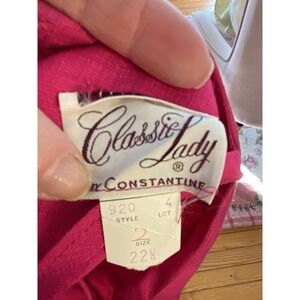 Classic Lady ®
BY CONSTANTINE
920 4
STYLE LOT
2
SIZE
22½